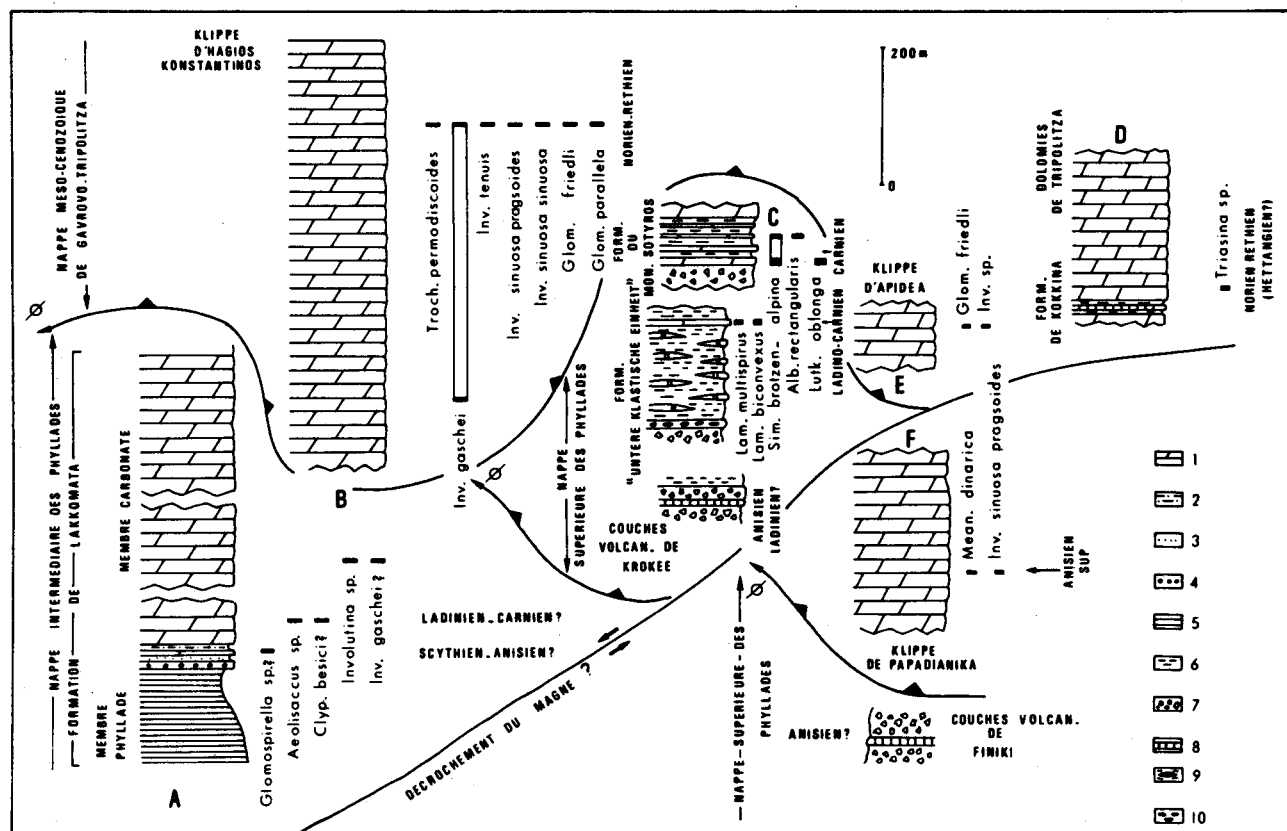 KLIPPE
D'HAGIOS
KONSTANTINOS
NAPPE MESO-CENOZOIQUE
DE GAVROVO-TRIPOLITZA
NAPPE INTERMEDIAIRE DES PHYLLADES
FORMATION DE LAKKOMATA
MEMBRE CARBONATE
MEMBRE
PHYLLADE
A
Glomospirella sp.?
Aeolisaccus sp.
Clyp. besici?
Involutina sp.
Inv. gaschei?
B
Troch. permodiscoides
Inv. gaschei
Inv. tenuis
Inv. sinuosa pragsoides
Inv. sinuosa sinuosa
Glom. friedli
Glom. parallela
NORIEN-RETHIEN
NAPPE
SUPERIEURE DES PHYLLADES
LADINIEN-CARNIEN?
SCYTHIEN-ANISIEN?
DECROCHEMENT DU MAGNE ?
FORM. DU
MON. SOTYROS
FORM.
"UNTERE KLASTISCHE EINHEIT"
COUCHES
VOLCAN. DE
KROKEE
C
Lam. multispirus
Lam. biconvexus
Sim. brotzen_ alpina
Alb. rectangularis
Lutk. oblonga
CARNIEN
LADINO-CARNIEN
ANISIEN
LADINIEN?
200m
0
KLIPPE
D'APIDEA
E
Glom. friedli
Inv. sp.
DOLOMIES
DE TRIPOLITZA
FORM.
DE KOKKINA
D
Triasina sp.
NORIEN RETHIEN
(HETTANGIEN?)
F
Mean. dinarica
Inv. sinuosa pragsoides
ANISIEN
SUP
KLIPPE
DE PAPADIANIKA
NAPPE-SUPERIEURE-DES
PHYLLADES
ANISIEN?
COUCHES VOLCAN.
DE
FINIKI
1
2
3
4
5
6
7
8
9
10